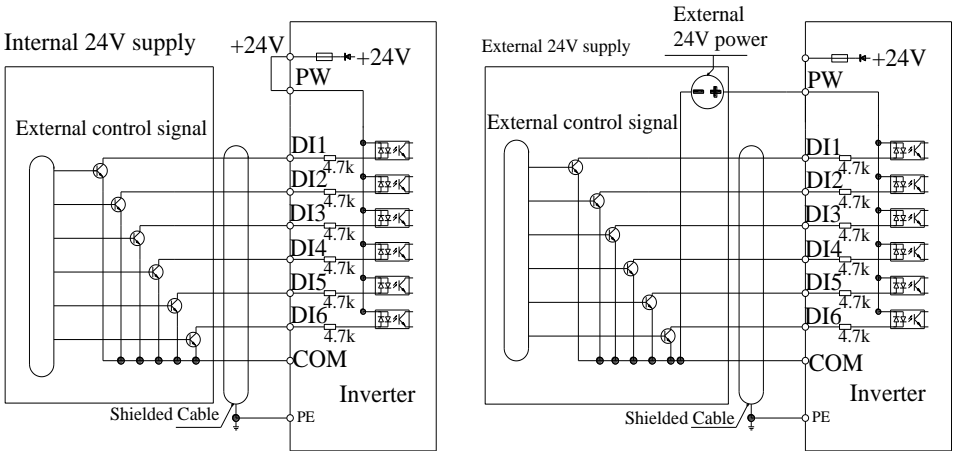 Internal 24V supply
+24V
+24V
PW
External control signal
DI1
4.7k
DI2
4.7k
DI3
4.7k
DI4
4.7k
DI5
4.7k
DI6
4.7k
COM
Inverter
Shielded Cable
PE
External
24V power
External 24V supply
+24V
PW
External control signal
DI1
4.7k
DI2
4.7k
DI3
4.7k
DI4
4.7k
DI5
4.7k
DI6
4.7k
COM
Inverter
Shielded Cable
PE